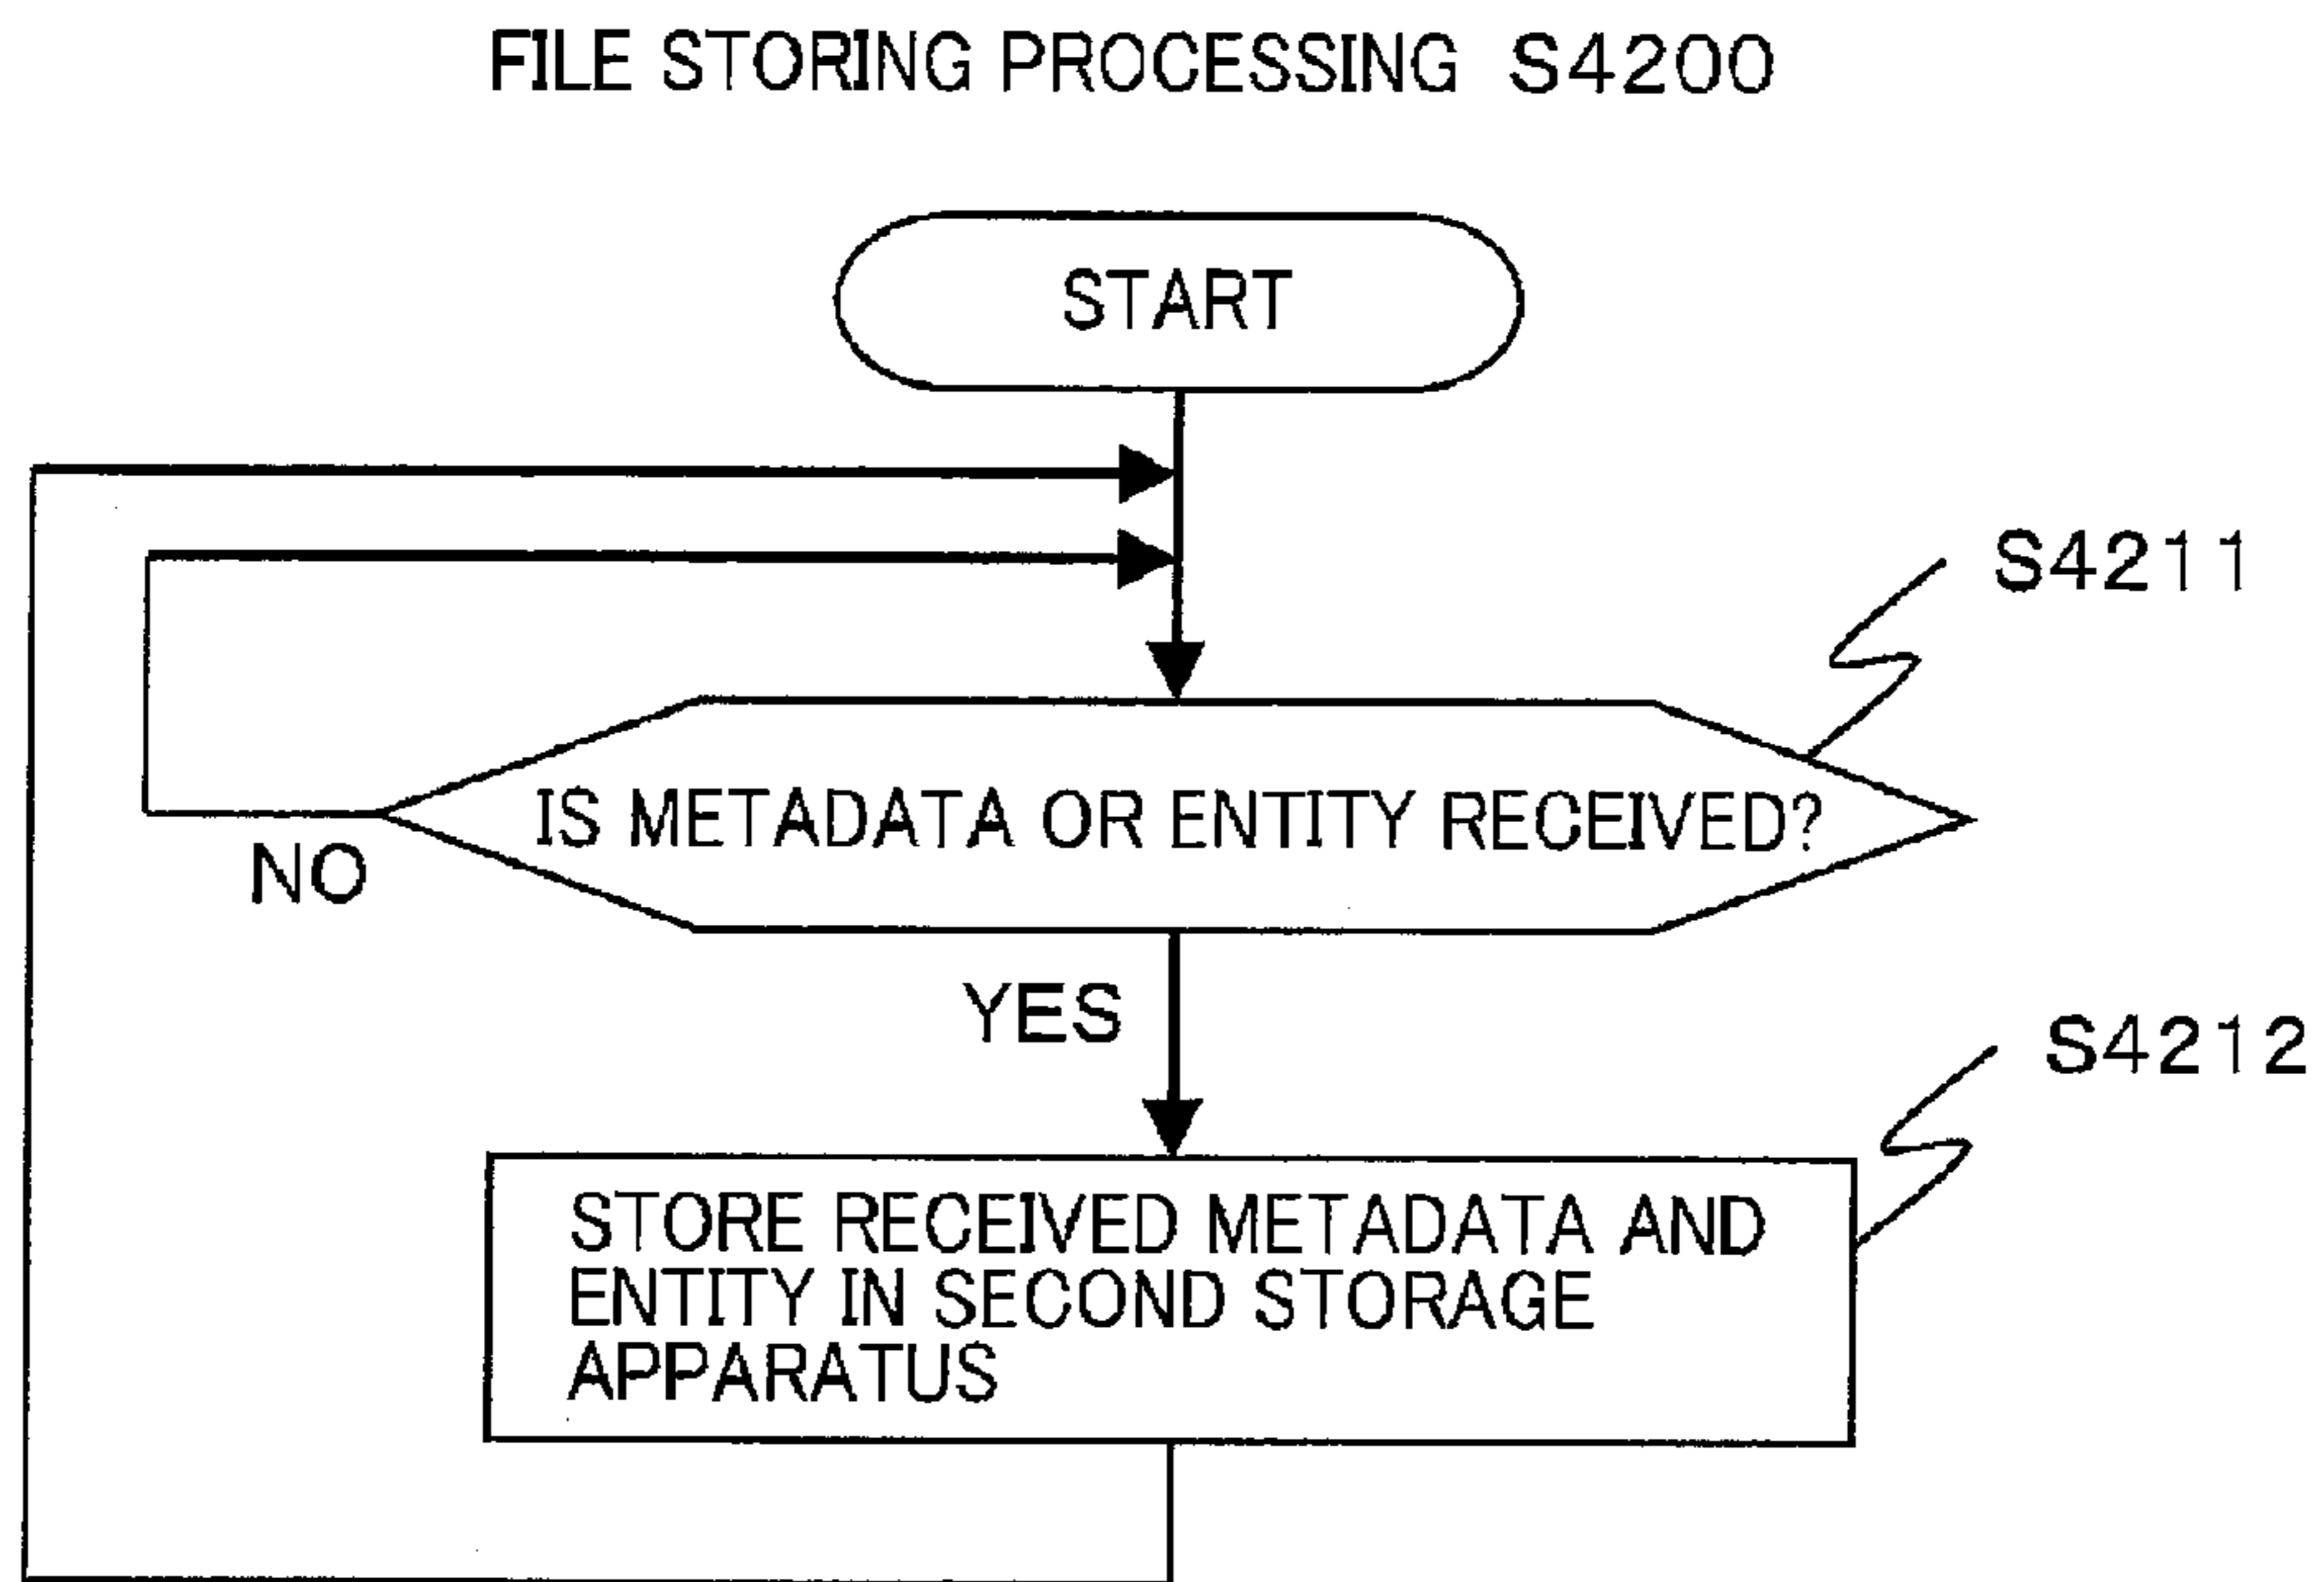 FILE STORING PROCESSING S4200
START
S4211
IS METADATA OR ENTITY RECEIVED?
NO
YES
S4212
STORE RECEIVED METADATA AND
ENTITY IN SECOND STORAGE
APPARATUS